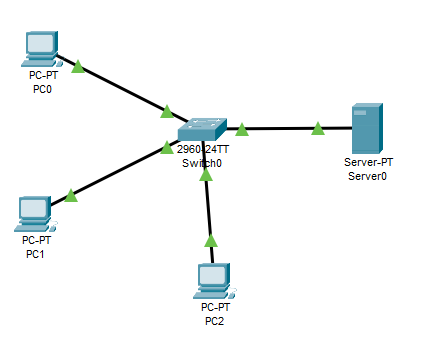 PC-PT
PC0
2960-24TT
Switch0
Server-PT
Server0
PC-PT
PC1
PC-PT
PC2